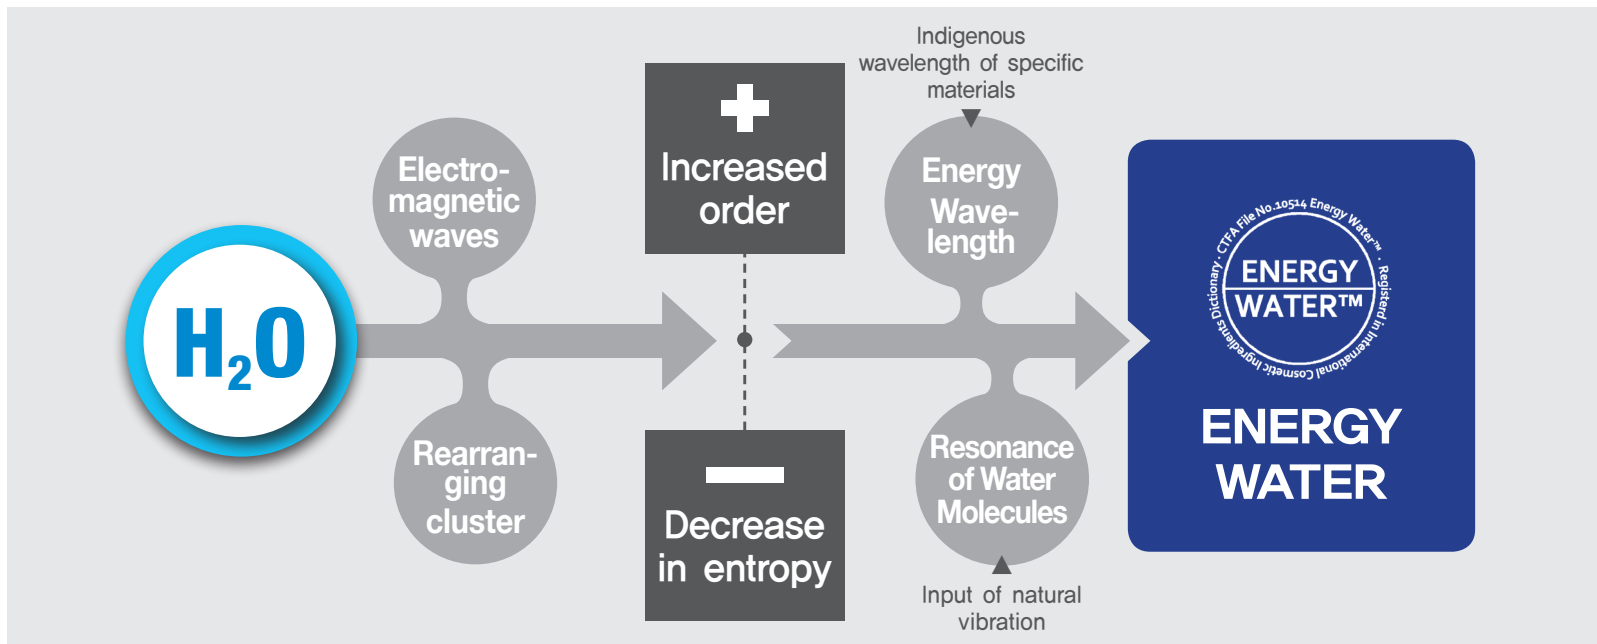 H2O
Electro-
magnetic
waves
Rearran-
ging
cluster
Increased
order
Decrease
in entropy
Indigenous
wavelength of specific
materials
Energy
Wave-
length
Resonance
of Water
Molecules
Input of natural
vibration
CTFA File No.10514 Energy Water™ · Registerd in International Cosmetic Ingredients Dictionary ·
ENERGY
WATER™
ENERGY
WATER